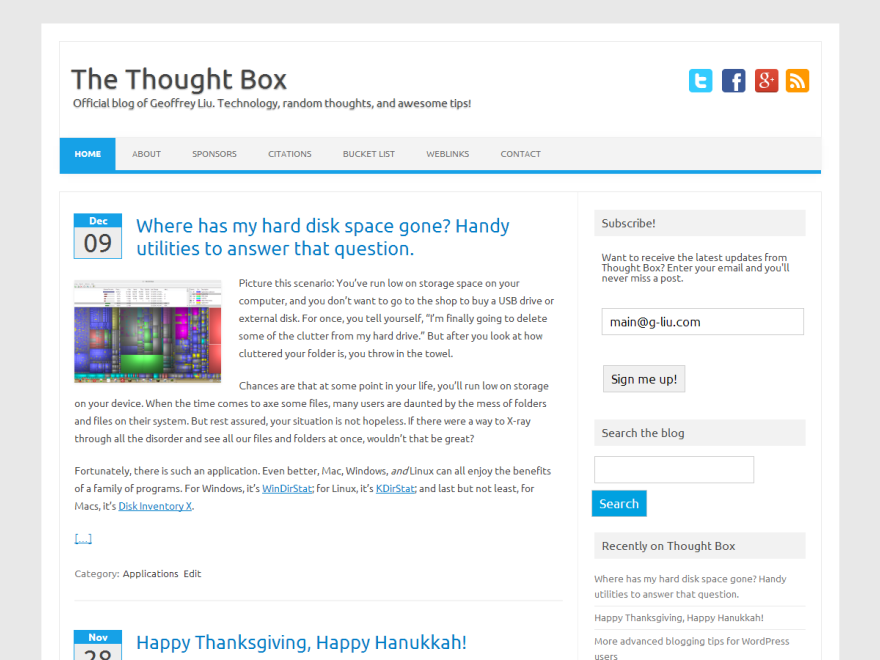 The Thought Box
Official blog of Geoffrey Liu. Technology, random thoughts, and awesome tips!
HOME ABOUT SPONSORS CITATIONS BUCKET LIST WEBLINKS CONTACT
Dec
09
Where has my hard disk space gone? Handy
utilities to answer that question.
Picture this scenario: You’ve run low on storage space on your
computer, and you don’t want to go to the shop to buy a USB drive or
external disk. For once, you tell yourself, “I’m finally going to delete
some of the clutter from my hard drive.” But after you look at how
cluttered your folder is, you throw in the towel.
Chances are that at some point in your life, you’ll run low on storage
on your device. When the time comes to axe some files, many users are daunted by the mess of folders
and files on their system. But rest assured, your situation is not hopeless. If there were a way to X-ray
through all the disorder and see all our files and folders at once, wouldn’t that be great?
Fortunately, there is such an application. Even better, Mac, Windows, and Linux can all enjoy the benefits
of a family of programs. For Windows, it’s WinDirStat; for Linux, it’s KDirStat; and last but not least, for
Macs, it’s Disk Inventory X.
[...]
Category: Applications Edit
Nov
28
Happy Thanksgiving, Happy Hanukkah!
Subscribe!
Want to receive the latest updates from
Thought Box? Enter your email and you'll
never miss a post.
main@g-liu.com
Sign me up!
Search the blog
Search
Recently on Thought Box
Where has my hard disk space gone? Handy
utilities to answer that question.
Happy Thanksgiving, Happy Hanukkah!
More advanced blogging tips for WordPress
users